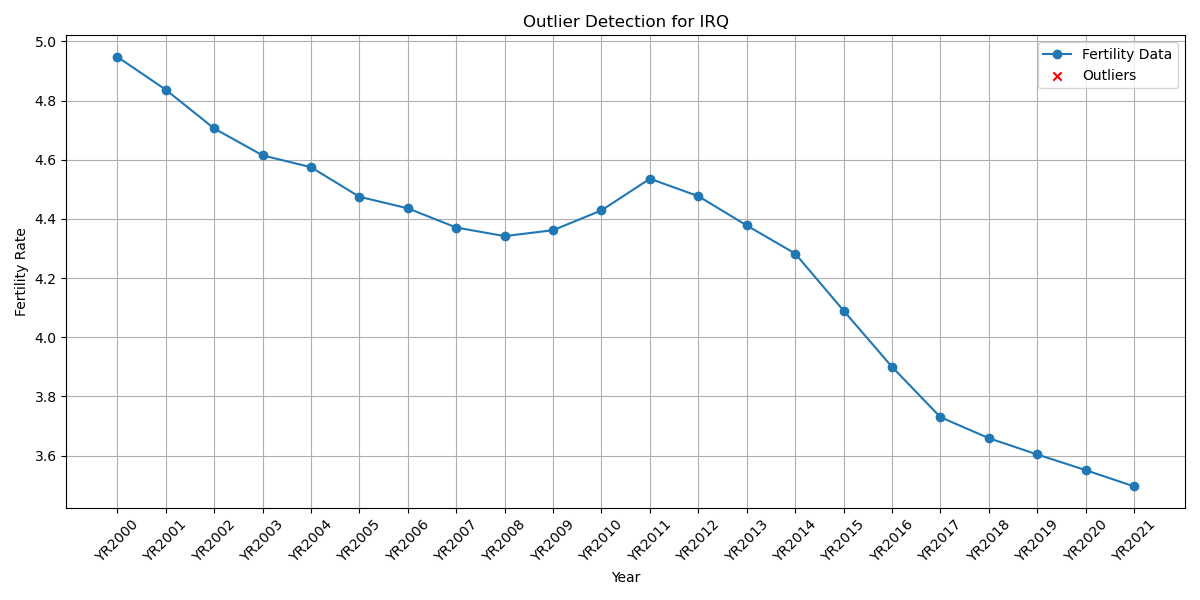 Outlier Detection for IRQ
Fertility Data
Outliers
Fertility Rate
5.0
4.8
4.6
4.4
4.2
4.0
3.8
3.6
YR2000
YR2001
YR2002
YR2003
YR2004
YR2005
YR2006
YR2007
YR2008
YR2009
YR2010
YR2011
YR2012
YR2013
YR2014
YR2015
YR2016
YR2017
YR2018
YR2019
YR2020
YR2021
Year